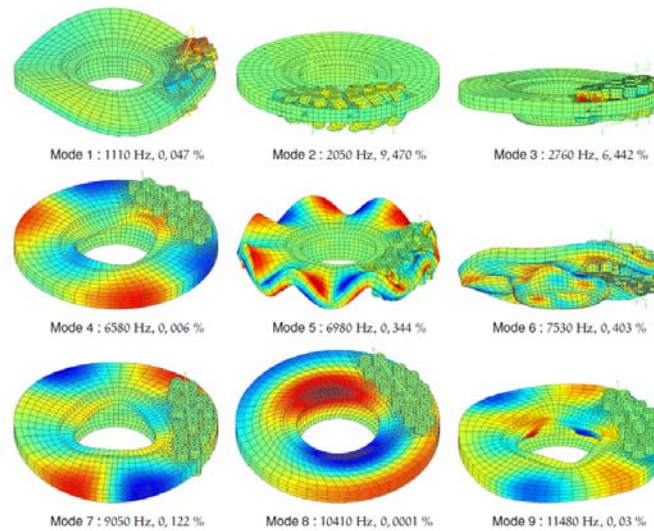 Mode 1 : 1110 Hz, 0,047 %
Mode 2 : 2050 Hz, 9,470 %
Mode 3 : 2760 Hz, 6,442 %
Mode 4 : 6580 Hz, 0,006 %
Mode 5 : 6980 Hz, 0,344 %
Mode 6 : 7530 Hz, 0,403 %
Mode 7 : 9050 Hz, 0,122 %
Mode 8 : 10410 Hz, 0,0001 %
Mode 9 : 11480 Hz, 0,03 %